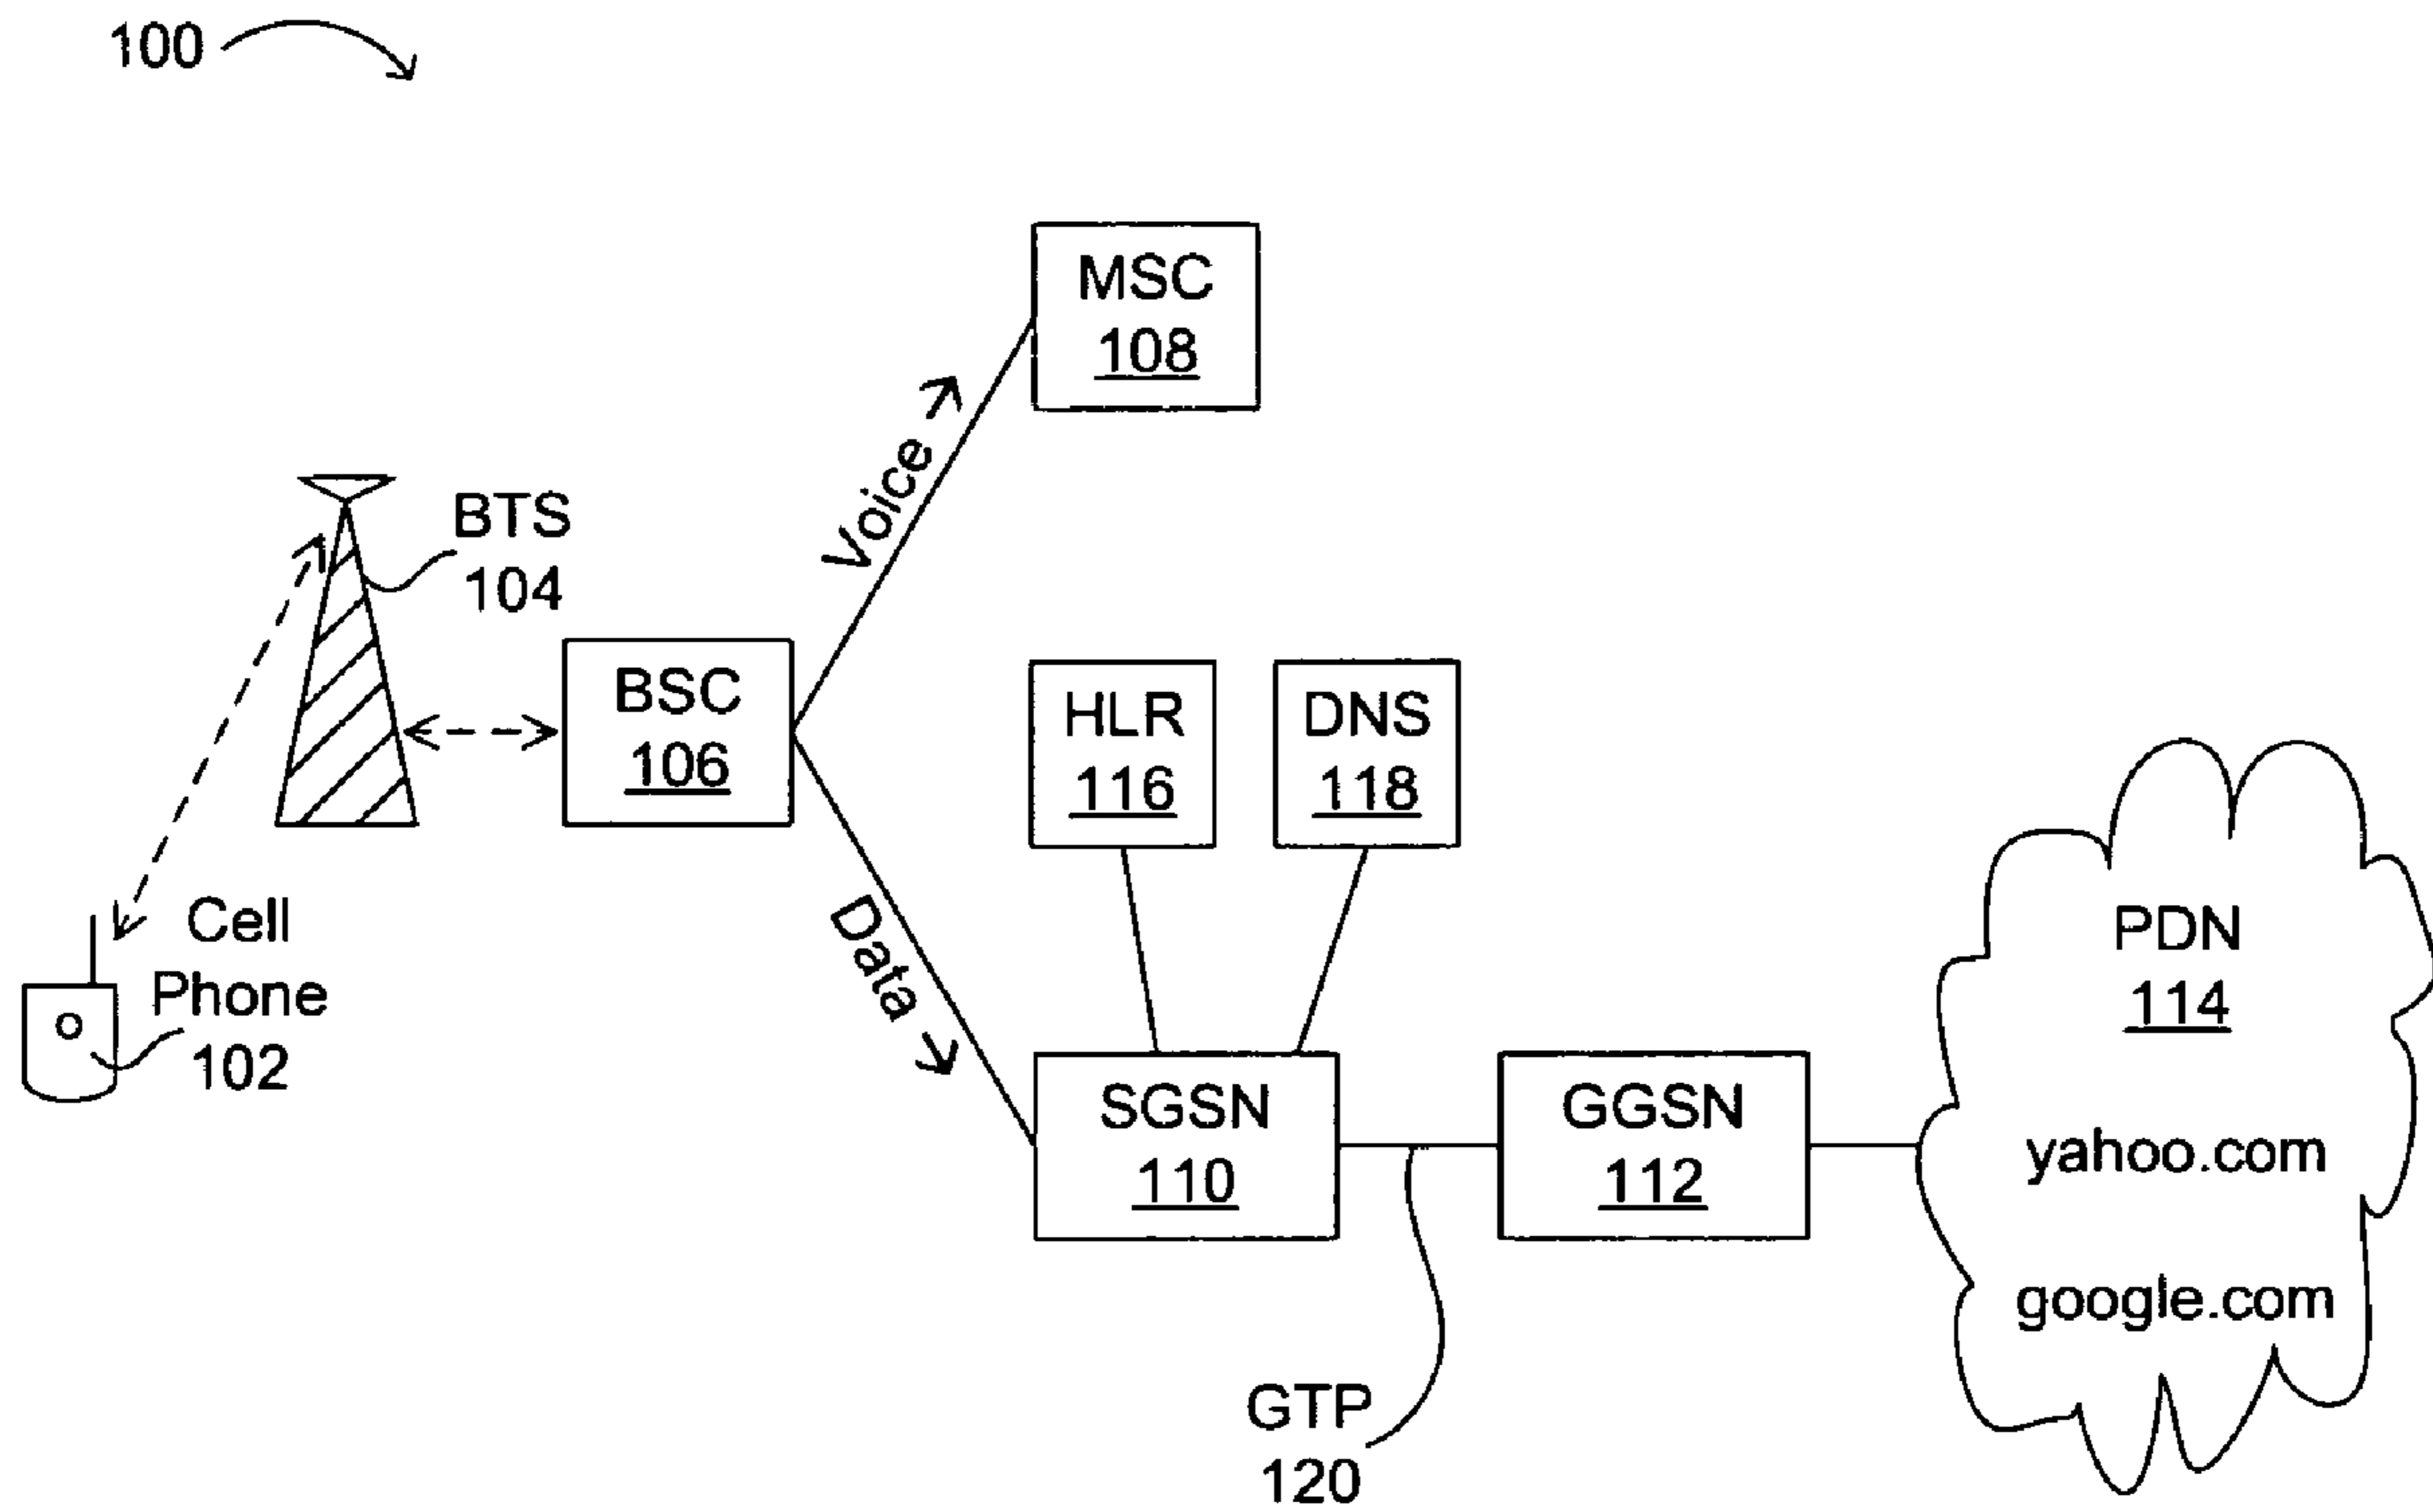 100
MSC
108
Voice
BTS
104
BSC
106
HLR
116
DNS
118
Cell
Phone
102
Data
PDN
114
SGSN
110
GGSN
112
yahoo.com
google.com
GTP
120